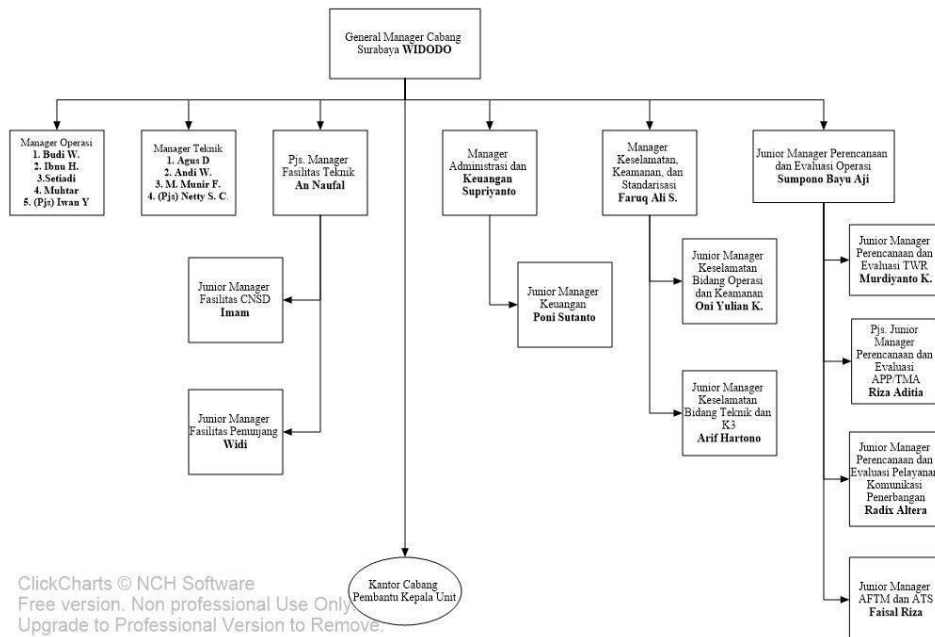 General Manager Cabang
Surabaya WIDODO
Manager Operasi
1. Budi W.
2. Ibnu H.
3.Setiadi
4. Muhtar
5. (Pjs) Iwan Y
Manager Teknik
1. Agus D
2. Andi W.
3. M. Munir F.
4. (Pjs) Netty S. C.
Pjs. Manager
Fasilitas Teknik
An Naufal
Manager
Administrasi dan
Keuangan
Supriyanto
Manager
Keselamatan,
Keamanan, dan
Standarisasi
Faruq Ali S.
Junior Manager Perencanaan
dan Evaluasi Operasi
Sumpono Bayu Aji
Junior Manager
Fasilitas CNSD
Imam
Junior Manager
Fasilitas Penunjang
Widi
Junior Manager
Keuangan
Poni Sutanto
Junior Manager
Keselamatan
Bidang Operasi
dan Keamanan
Oni Yulian K.
Junior Manager
Keselamatan
Bidang Teknik dan
K3
Arif Hartono
Junior Manager
Perencanaan dan
Evaluasi TWR
Murdiyanto K.
Pjs. Junior
Manager
Perencanaan dan
Evaluasi
APP/TMA
Riza Aditia
Junior Manager
Perencanaan dan
Evaluasi Pelayanan
Komunikasi
Penerbangan
Radix Altera
Junior Manager
AFTM dan ATS
Faisal Riza
Kantor Cabang
Pembantu Kepala Unit
ClickCharts © NCH Software
Free version. Non professional Use Only.
Upgrade to Professional Version to Remove.